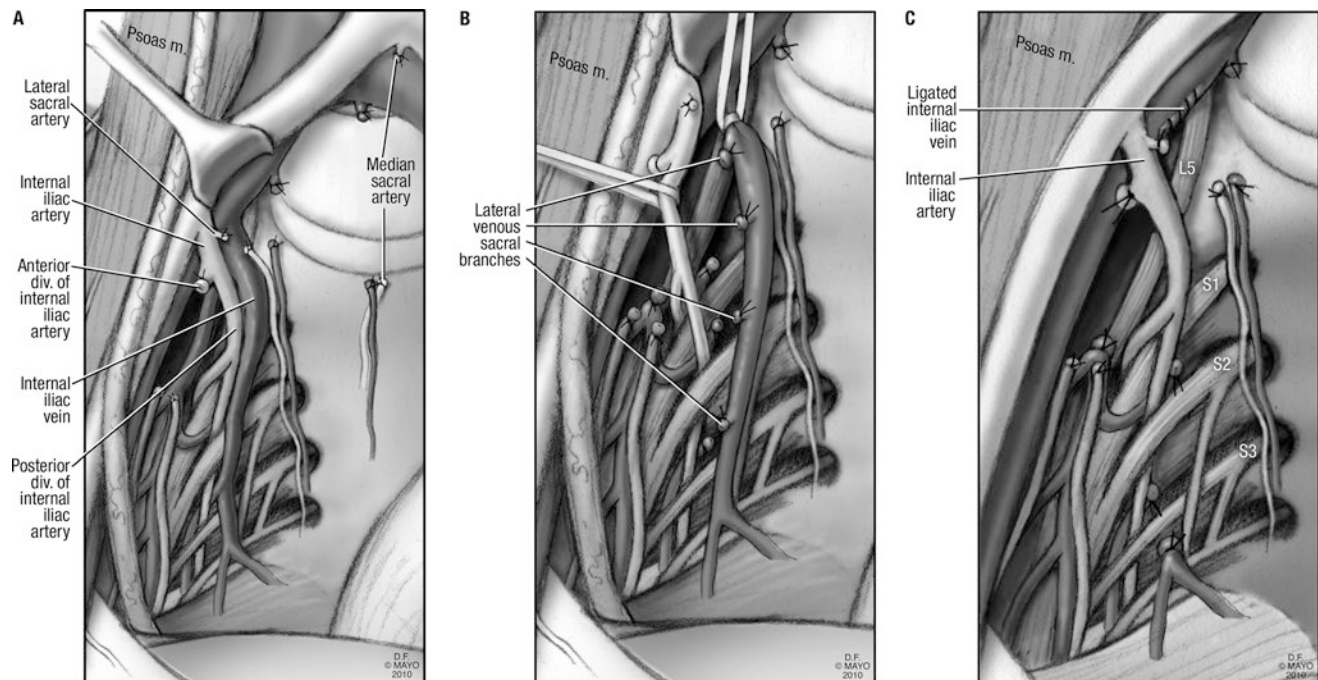 A
Psoas m.
Lateral
sacral
artery
Internal
iliac
artery
Anterior
div. of
internal
iliac
artery
Internal
iliac
vein
Posterior
div. of
internal
iliac
artery
Median
sacral
artery
D.F.
© MAYO
2010
B
Psoas m.
Lateral
venous
sacral
branches
D.F.
© MAYO
2010
C
Psoas m.
Ligated
internal
iliac
vein
Internal
iliac
artery
L5
S1
S2
S3
D.F.
© MAYO
2010